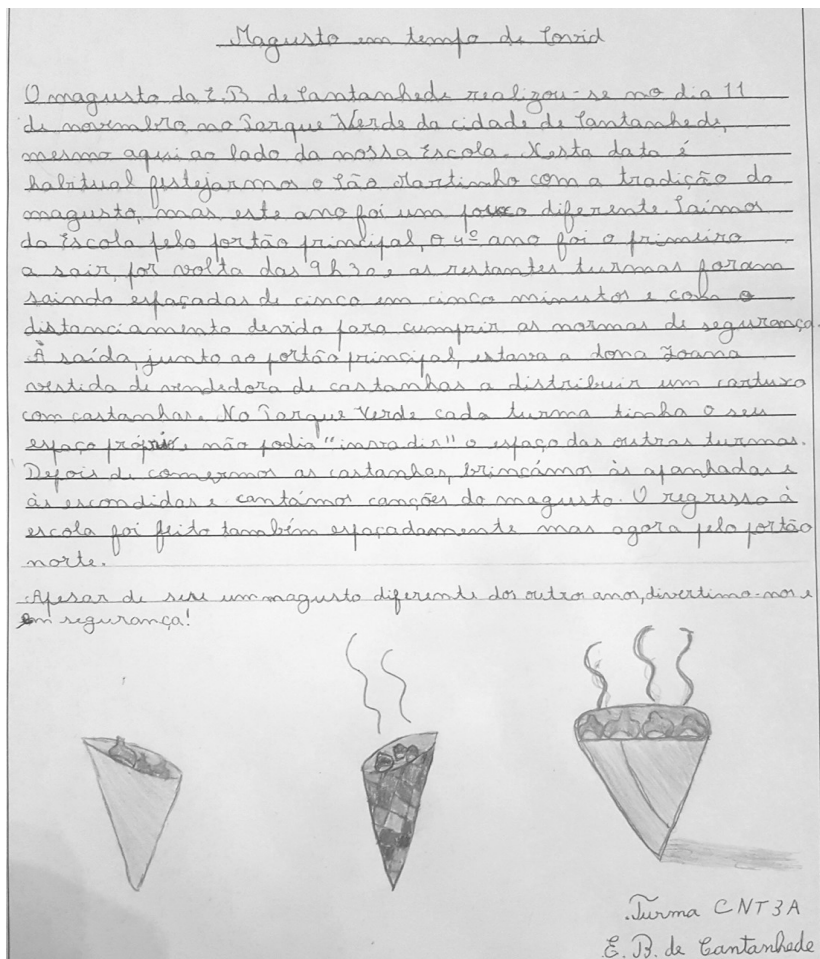 Magusto em tempo de Covid
O magusto da E.B de Cantanhede realizou-se no dia 11
de novembro no Parque Verde da cidade de Cantanhede,
mesmo aqui ao lado da nossa Escola. Nesta data é
habitual festejarmos o São Martinho com a tradição do
magusto, mas este ano foi um pouco diferente. Saímos
da Escola pelo portão principal, o 4º ano foi o primeiro
a sair, por volta das 9h30 e as restantes turmas foram
saindo espaçadas de cinco em cinco minutos e com o
distanciamento devido para cumprir as normas de segurança.
À saída, junto ao portão principal, estava a dona Joana
vestida de vendedora de castanhas a distribuir um cartuxo
com castanhas. No Parque Verde cada turma tinha o seu
espaço próprio e não podia "invadir" o espaço das outras turmas.
Depois de comermos as castanhas, brincámos às apanhadas e
às escondidas e cantámos canções do magusto. O regresso à
escola foi feito também espaçadamente mas agora pelo portão
norte.
Apesar de ser um magusto diferente dos outro anos, divertimo-nos e
em segurança!
Turma CNT3A
E.B. de Cantanhede